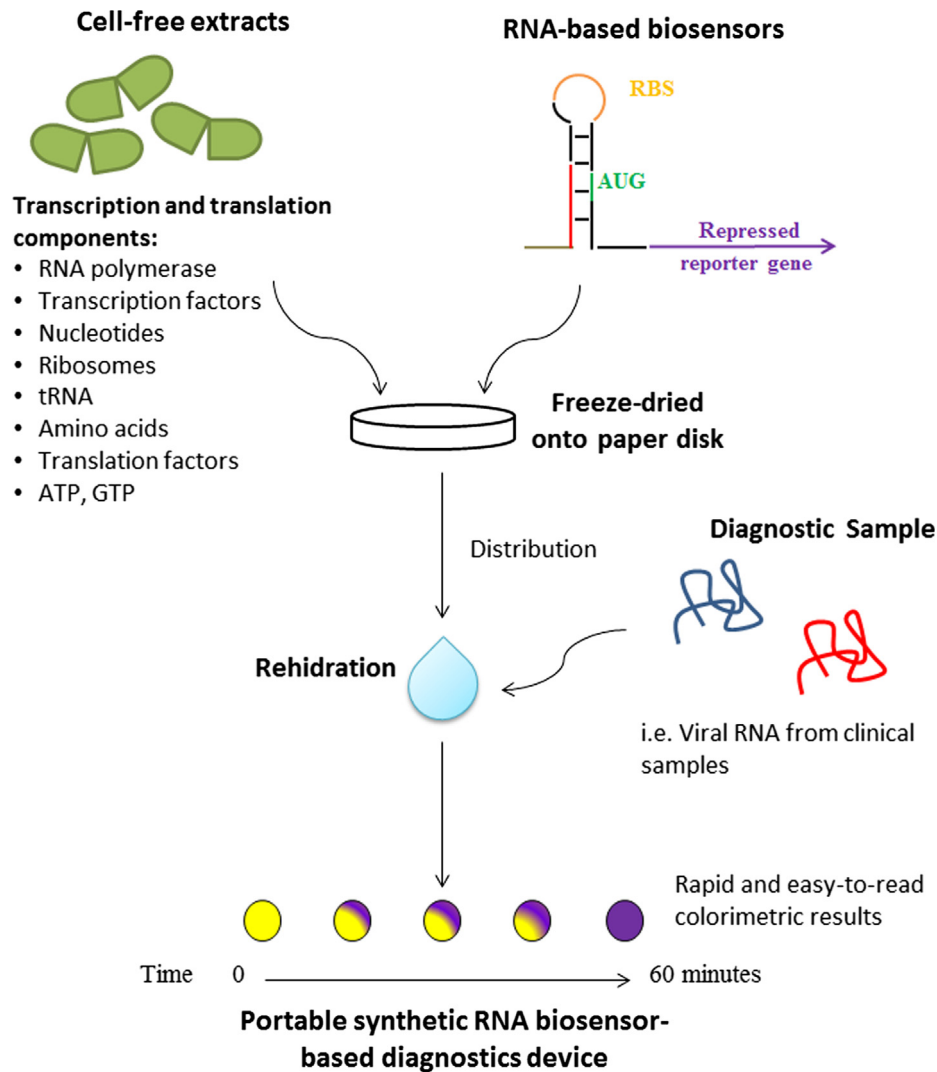 Cell-free extracts
RNA-based biosensors
RBS
AUG
Repressed
reporter gene
Transcription and translation
components:
• RNA polymerase
• Transcription factors
• Nucleotides
• Ribosomes
• tRNA
• Amino acids
• Translation factors
• ATP, GTP
Freeze-dried
onto paper disk
Distribution
Diagnostic Sample
Rehidration
i.e. Viral RNA from clinical
samples
Rapid and easy-to-read
colorimetric results
Time 0 60 minutes
Portable synthetic RNA biosensor-
based diagnostics device